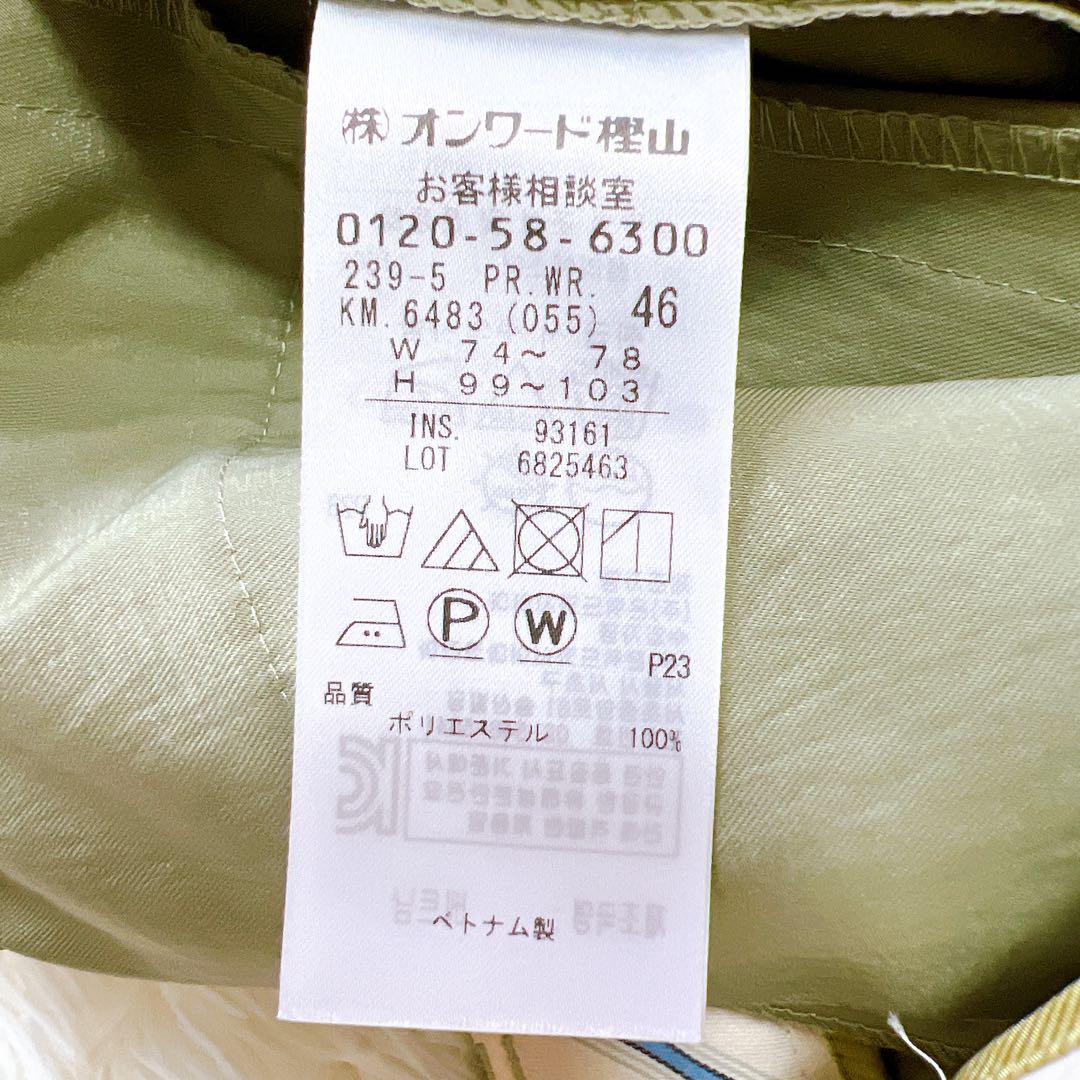 (株)オンワード樫山
お客様相談室
0120-58-6300
239-5 PR.WR. 46
KM.6483 (055)
W 74～ 78
H 99～103
INS. 93161
LOT 6825463
P W
P23
品質
ポリエステル 100%
ベトナム製